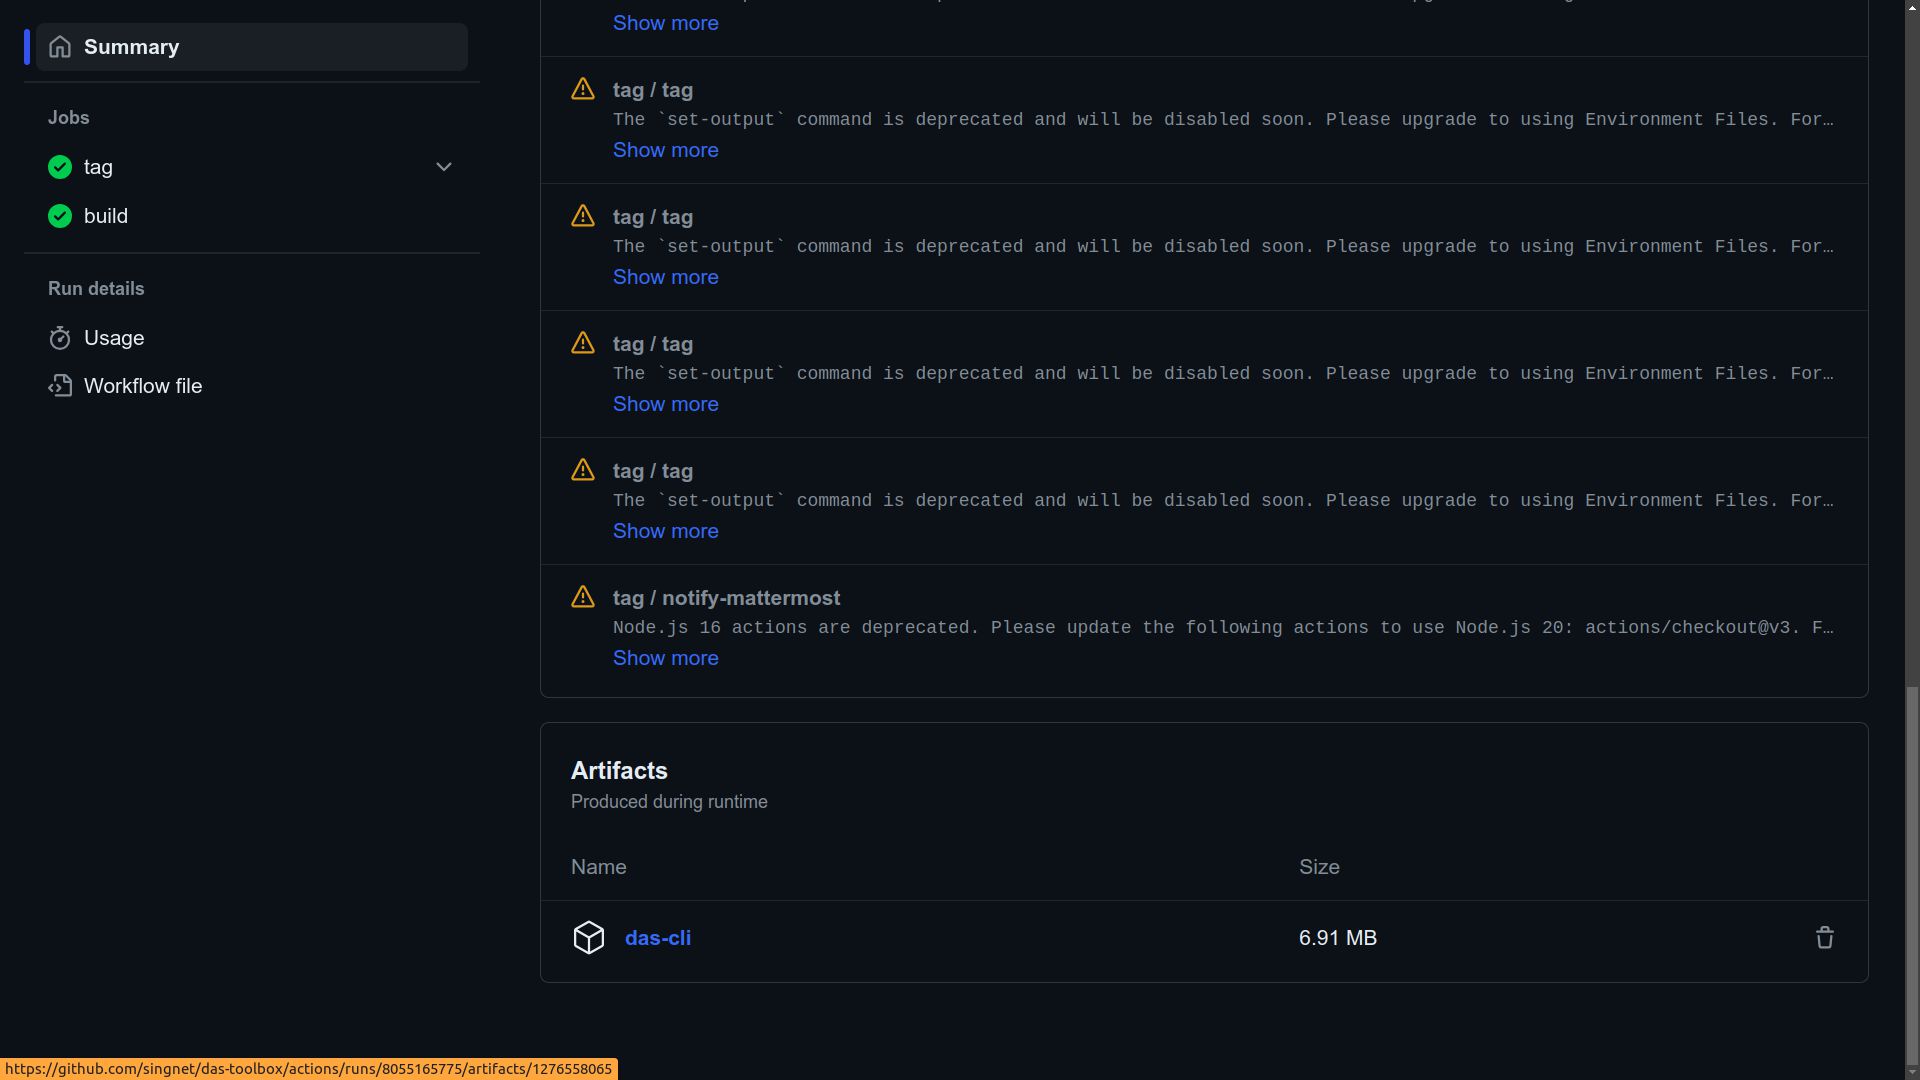 Summary
Jobs
tag
build
Run details
Usage
Workflow file
Show more
tag / tag
The `set-output` command is deprecated and will be disabled soon. Please upgrade to using Environment Files. For…
Show more
tag / tag
The `set-output` command is deprecated and will be disabled soon. Please upgrade to using Environment Files. For…
Show more
tag / tag
The `set-output` command is deprecated and will be disabled soon. Please upgrade to using Environment Files. For…
Show more
tag / tag
The `set-output` command is deprecated and will be disabled soon. Please upgrade to using Environment Files. For…
Show more
tag / notify-mattermost
Node.js 16 actions are deprecated. Please update the following actions to use Node.js 20: actions/checkout@v3. F…
Show more
Artifacts
Produced during runtime
Name Size
das-cli 6.91 MB
https://github.com/singnet/das-toolbox/actions/runs/8055165775/artifacts/1276558065